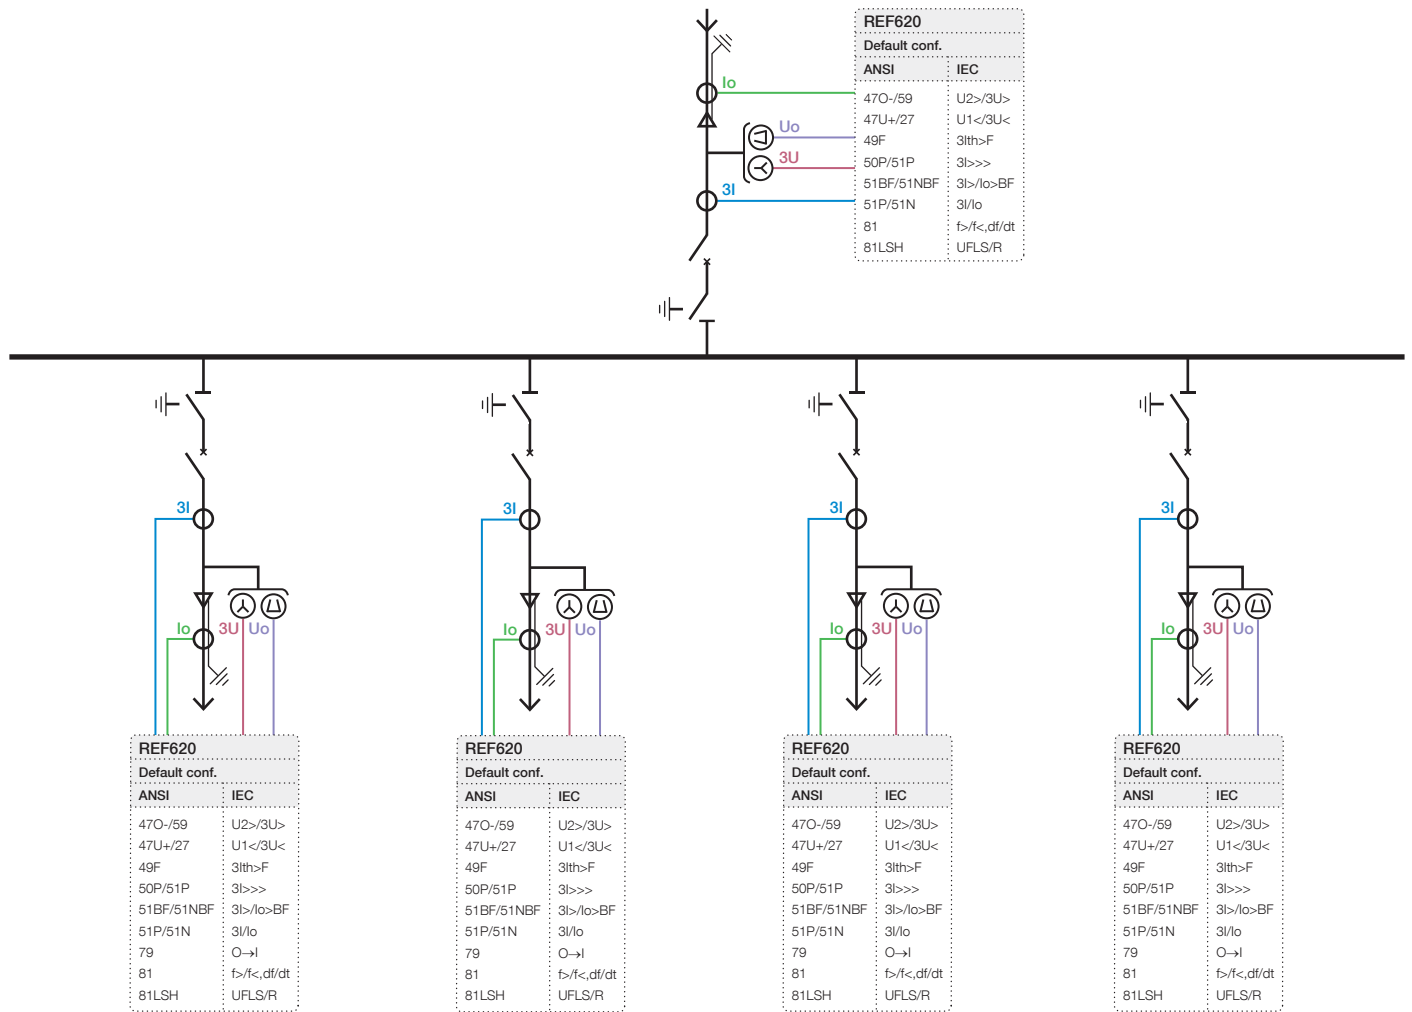 REF620
Default conf.
ANSI IEC
47O-/59 U2>/3U>
47U+/27 U1</3U<
49F 3Ith>F
50P/51P 3I>>>
51BF/51NBF 3I>/Io>BF
51P/51N 3I/Io
81 f>/f<,df/dt
81LSH UFLS/R
Io
Uo
3U
3I
3I
Io 3U Uo
3I
Io 3U Uo
3I
Io 3U Uo
3I
Io 3U Uo
REF620
Default conf.
ANSI IEC
47O-/59 U2>/3U>
47U+/27 U1</3U<
49F 3Ith>F
50P/51P 3I>>>
51BF/51NBF 3I>/Io>BF
51P/51N 3I/Io
79 O→I
81 f>/f<,df/dt
81LSH UFLS/R
REF620
Default conf.
ANSI IEC
47O-/59 U2>/3U>
47U+/27 U1</3U<
49F 3Ith>F
50P/51P 3I>>>
51BF/51NBF 3I>/Io>BF
51P/51N 3I/Io
79 O→I
81 f>/f<,df/dt
81LSH UFLS/R
REF620
Default conf.
ANSI IEC
47O-/59 U2>/3U>
47U+/27 U1</3U<
49F 3Ith>F
50P/51P 3I>>>
51BF/51NBF 3I>/Io>BF
51P/51N 3I/Io
79 O→I
81 f>/f<,df/dt
81LSH UFLS/R
REF620
Default conf.
ANSI IEC
47O-/59 U2>/3U>
47U+/27 U1</3U<
49F 3Ith>F
50P/51P 3I>>>
51BF/51NBF 3I>/Io>BF
51P/51N 3I/Io
79 O→I
81 f>/f<,df/dt
81LSH UFLS/R